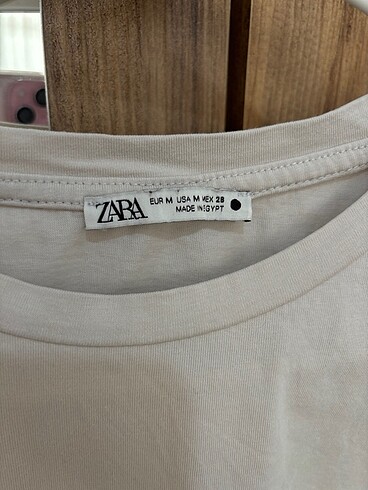 ZARA
EUR M USA M MEX 28
MADE IN EGYPT